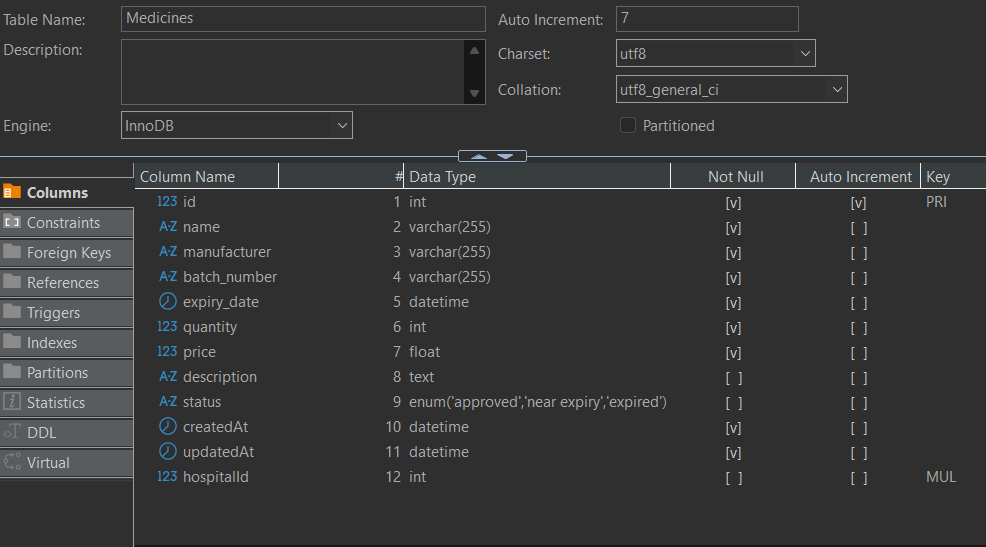 Table Name: Medicines Auto Increment: 7
Description: Charset: utf8
Collation: utf8_general_ci
Engine: InnoDB Partitioned
Columns
Constraints
Foreign Keys
References
Triggers
Indexes
Partitions
Statistics
DDL
Virtual
Column Name # Data Type Not Null Auto Increment Key
123 id 1 int [v] [v] PRI
A-Z name 2 varchar(255) [v] [ ]
A-Z manufacturer 3 varchar(255) [v] [ ]
A-Z batch_number 4 varchar(255) [v] [ ]
expiry_date 5 datetime [v] [ ]
123 quantity 6 int [v] [ ]
123 price 7 float [v] [ ]
A-Z description 8 text [ ] [ ]
A-Z status 9 enum('approved','near expiry','expired') [ ] [ ]
createdAt 10 datetime [v] [ ]
updatedAt 11 datetime [v] [ ]
123 hospitalId 12 int [ ] [ ] MUL